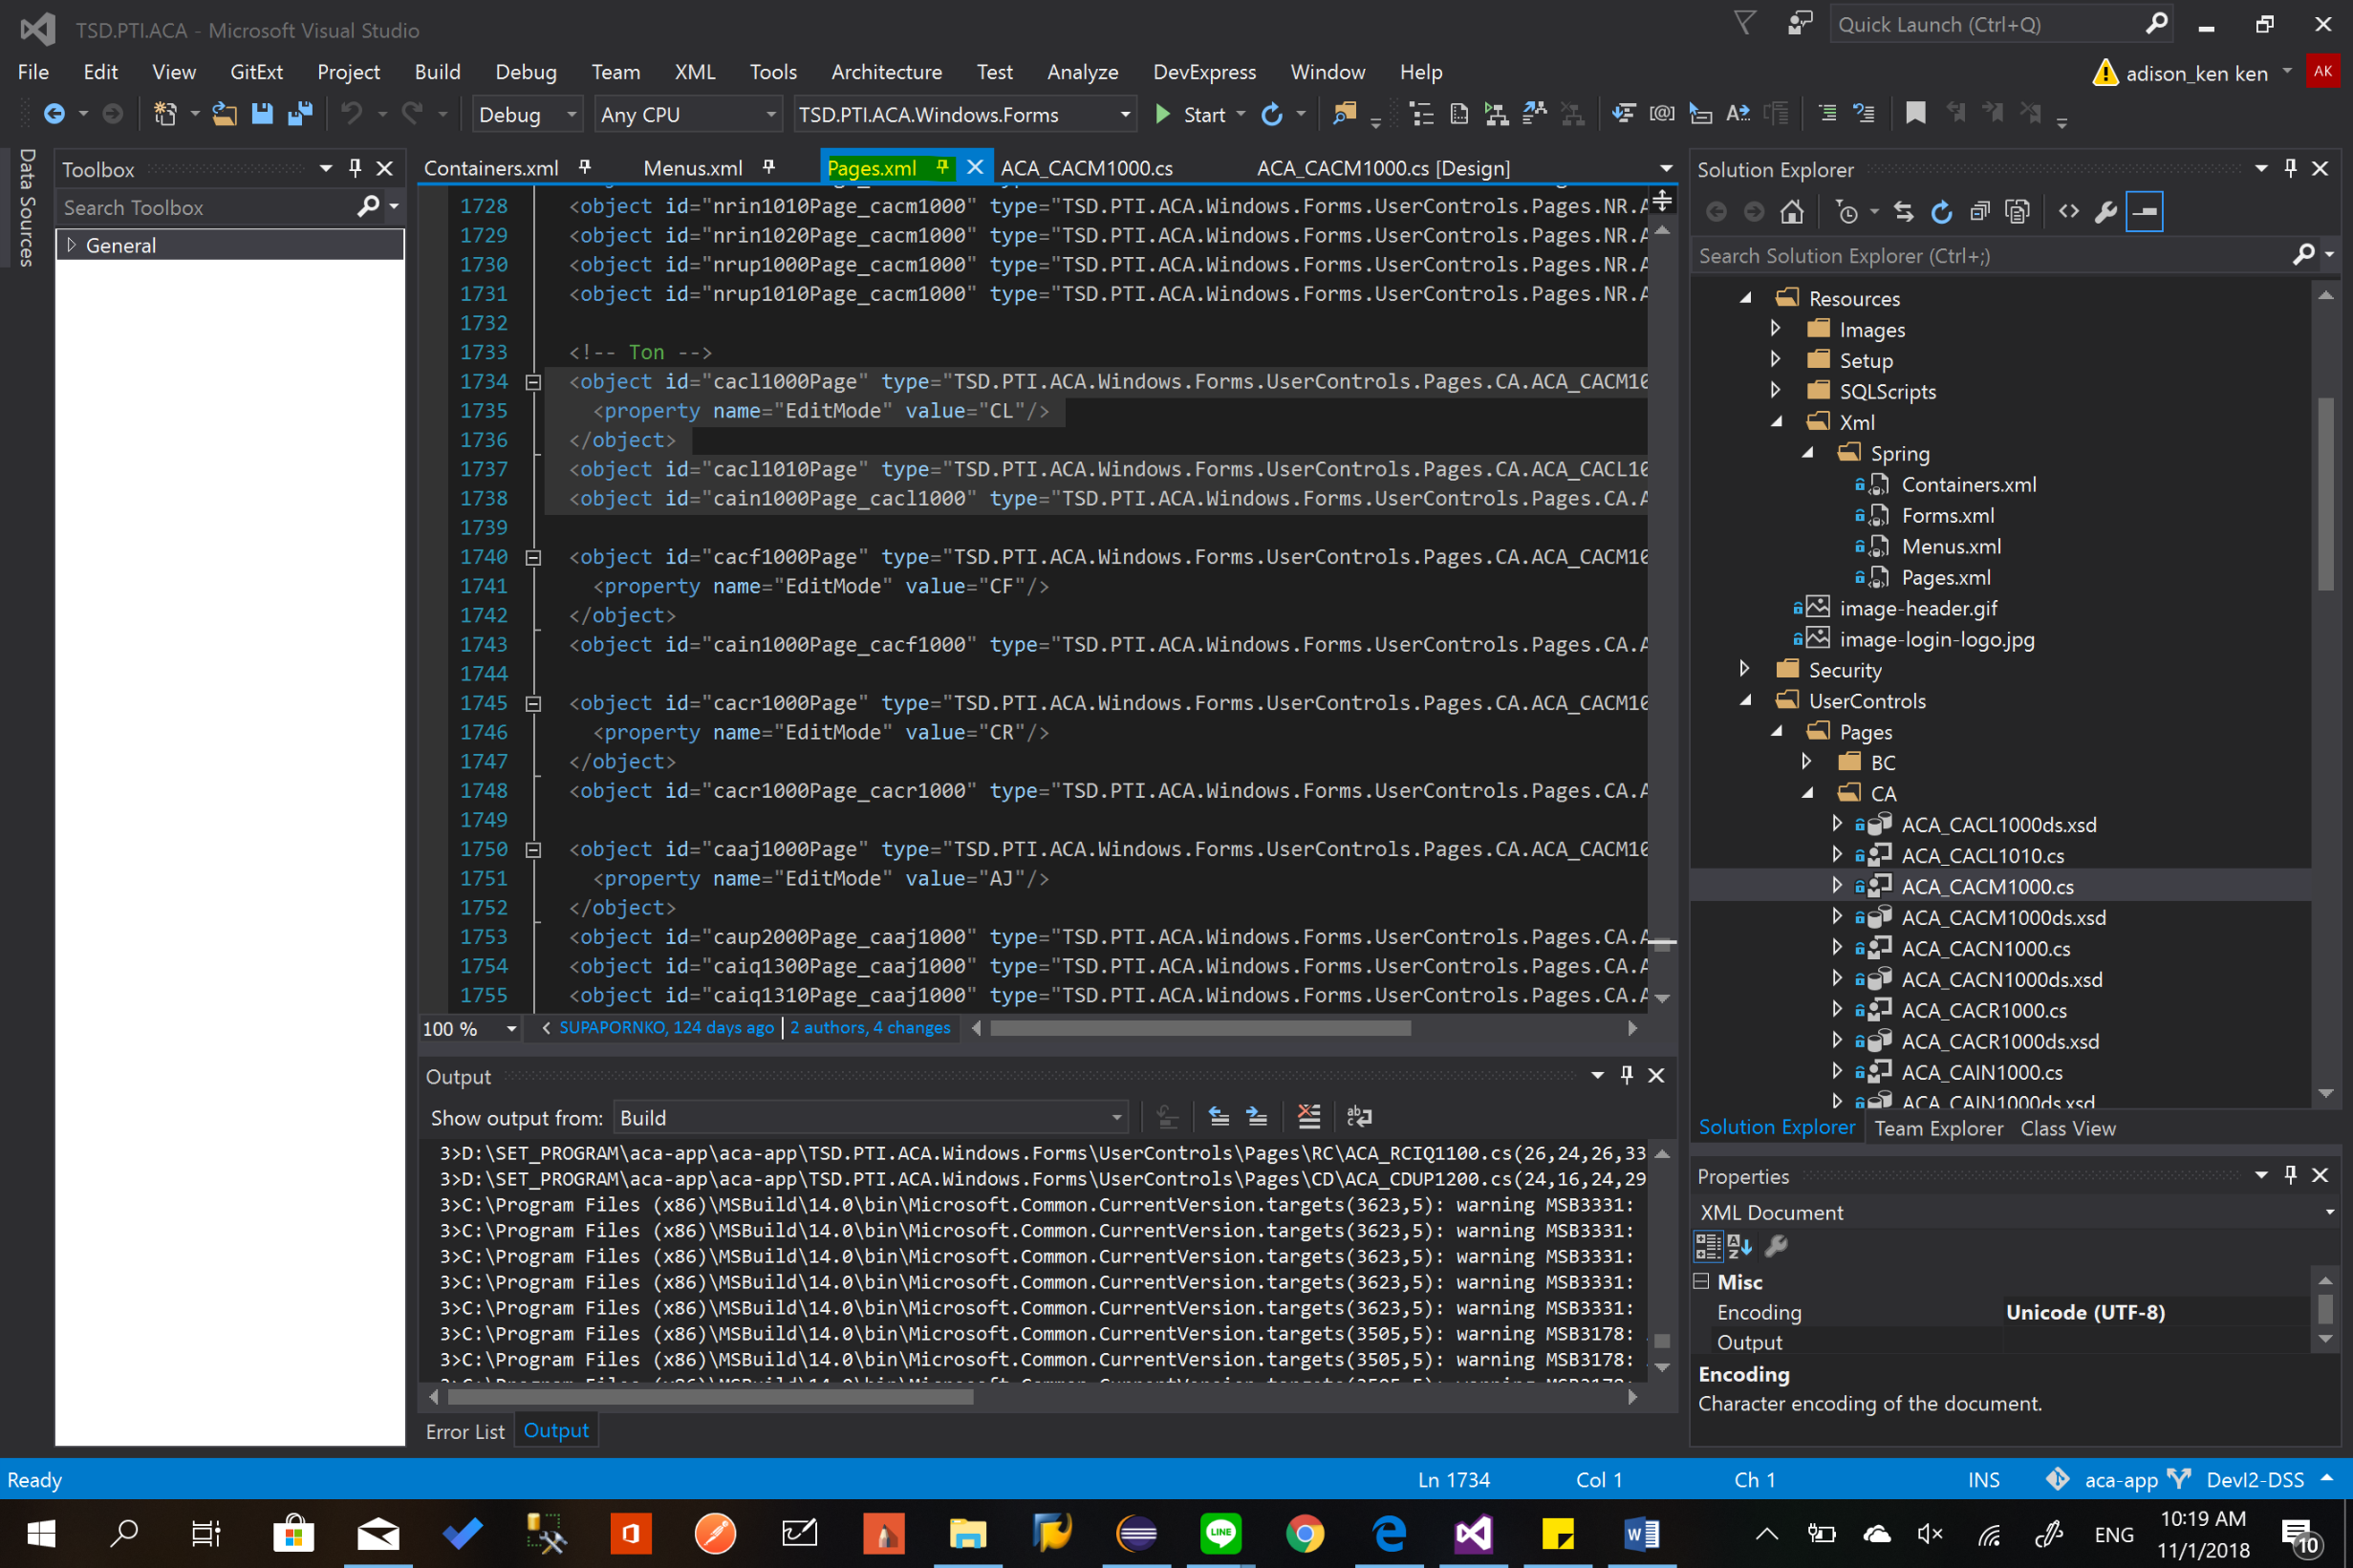 TSD.PTI.ACA - Microsoft Visual Studio
Quick Launch (Ctrl+Q)
File Edit View GitExt Project Build Debug Team XML Tools Architecture Test Analyze DevExpress Window Help
adison_ken ken AK
Debug Any CPU TSD.PTI.ACA.Windows.Forms Start
Data Sources
Toolbox
Search Toolbox
General
Containers.xml Menus.xml Pages.xml ACA_CACM1000.cs ACA_CACM1000.cs [Design]
1728 <object id="nrin1010Page_cacm1000" type="TSD.PTI.ACA.Windows.Forms.UserControls.Pages.NR.A
1729 <object id="nrin1020Page_cacm1000" type="TSD.PTI.ACA.Windows.Forms.UserControls.Pages.NR.A
1730 <object id="nrup1000Page_cacm1000" type="TSD.PTI.ACA.Windows.Forms.UserControls.Pages.NR.A
1731 <object id="nrup1010Page_cacm1000" type="TSD.PTI.ACA.Windows.Forms.UserControls.Pages.NR.A
1732
1733 <!-- Ton -->
1734 <object id="cacl1000Page" type="TSD.PTI.ACA.Windows.Forms.UserControls.Pages.CA.ACA_CACM10
1735 <property name="EditMode" value="CL"/>
1736 </object>
1737 <object id="cacl1010Page" type="TSD.PTI.ACA.Windows.Forms.UserControls.Pages.CA.ACA_CACL10
1738 <object id="cain1000Page_cacl1000" type="TSD.PTI.ACA.Windows.Forms.UserControls.Pages.CA.A
1739
1740 <object id="cacf1000Page" type="TSD.PTI.ACA.Windows.Forms.UserControls.Pages.CA.ACA_CACM10
1741 <property name="EditMode" value="CF"/>
1742 </object>
1743 <object id="cain1000Page_cacf1000" type="TSD.PTI.ACA.Windows.Forms.UserControls.Pages.CA.A
1744
1745 <object id="cacr1000Page" type="TSD.PTI.ACA.Windows.Forms.UserControls.Pages.CA.ACA_CACM10
1746 <property name="EditMode" value="CR"/>
1747 </object>
1748 <object id="cacr1000Page_cacr1000" type="TSD.PTI.ACA.Windows.Forms.UserControls.Pages.CA.A
1749
1750 <object id="caaj1000Page" type="TSD.PTI.ACA.Windows.Forms.UserControls.Pages.CA.ACA_CACM10
1751 <property name="EditMode" value="AJ"/>
1752 </object>
1753 <object id="caup2000Page_caaj1000" type="TSD.PTI.ACA.Windows.Forms.UserControls.Pages.CA.A
1754 <object id="caiq1300Page_caaj1000" type="TSD.PTI.ACA.Windows.Forms.UserControls.Pages.CA.A
1755 <object id="caiq1310Page_caaj1000" type="TSD.PTI.ACA.Windows.Forms.UserControls.Pages.CA.A
100 % < SUPAPORNKO, 124 days ago | 2 authors, 4 changes
Output
Show output from: Build
3>D:\SET_PROGRAM\aca-app\aca-app\TSD.PTI.ACA.Windows.Forms\UserControls\Pages\RC\ACA_RCIQ1100.cs(26,24,26,33
3>D:\SET_PROGRAM\aca-app\aca-app\TSD.PTI.ACA.Windows.Forms\UserControls\Pages\CD\ACA_CDUP1200.cs(24,16,24,29
3>C:\Program Files (x86)\MSBuild\14.0\bin\Microsoft.Common.CurrentVersion.targets(3623,5): warning MSB3331:
3>C:\Program Files (x86)\MSBuild\14.0\bin\Microsoft.Common.CurrentVersion.targets(3623,5): warning MSB3331:
3>C:\Program Files (x86)\MSBuild\14.0\bin\Microsoft.Common.CurrentVersion.targets(3623,5): warning MSB3331:
3>C:\Program Files (x86)\MSBuild\14.0\bin\Microsoft.Common.CurrentVersion.targets(3623,5): warning MSB3331:
3>C:\Program Files (x86)\MSBuild\14.0\bin\Microsoft.Common.CurrentVersion.targets(3623,5): warning MSB3331:
3>C:\Program Files (x86)\MSBuild\14.0\bin\Microsoft.Common.CurrentVersion.targets(3505,5): warning MSB3178:
3>C:\Program Files (x86)\MSBuild\14.0\bin\Microsoft.Common.CurrentVersion.targets(3505,5): warning MSB3178:
Error List Output
Solution Explorer
Search Solution Explorer (Ctrl+;)
Resources
Images
Setup
SQLScripts
Xml
Spring
Containers.xml
Forms.xml
Menus.xml
Pages.xml
image-header.gif
image-login-logo.jpg
Security
UserControls
Pages
BC
CA
ACA_CACL1000ds.xsd
ACA_CACL1010.cs
ACA_CACM1000.cs
ACA_CACM1000ds.xsd
ACA_CACN1000.cs
ACA_CACN1000ds.xsd
ACA_CACR1000.cs
ACA_CACR1000ds.xsd
ACA_CAIN1000.cs
ACA_CAIN1000ds.xsd
Solution Explorer Team Explorer Class View
Properties
XML Document
Misc
Encoding Unicode (UTF-8)
Output
Encoding
Character encoding of the document.
Ready Ln 1734 Col 1 Ch 1 INS aca-app Devl2-DSS
LINE
ENG
10:19 AM
11/1/2018
10